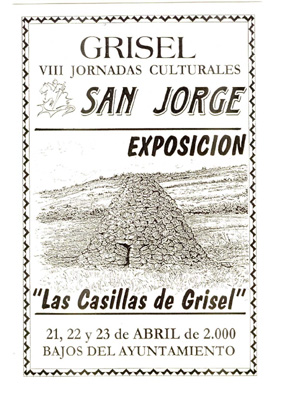 GRISEL
VIII JORNADAS CULTURALES
SAN JORGE
EXPOSICION
"Las Casillas de Grisel"
21, 22 y 23 de ABRIL de 2.000
BAJOS DEL AYUNTAMIENTO